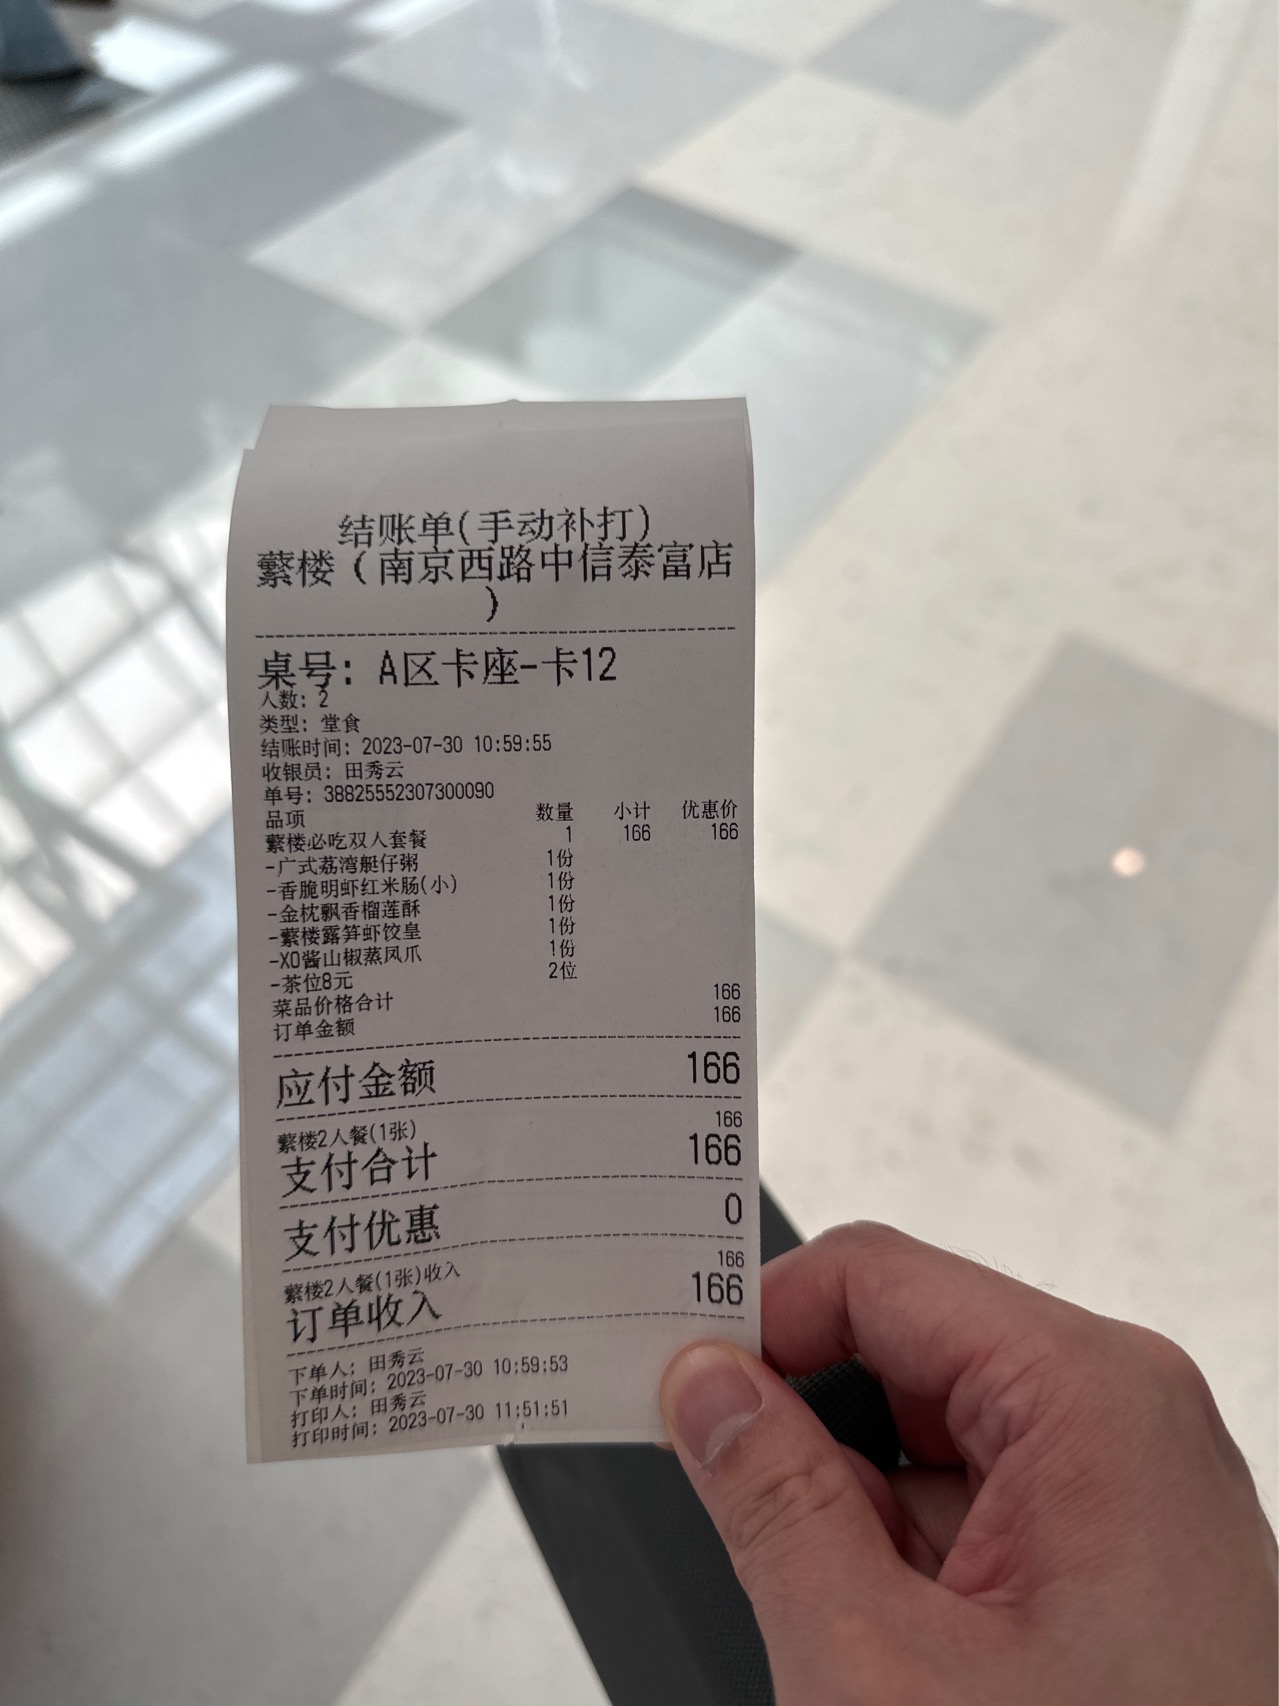 结账单(手动补打)
蘩楼（南京西路中信泰富店
）
桌号: A区卡座-卡12
人数: 2
类型: 堂食
结账时间: 2023-07-30 10:59:55
收银员: 田秀云
单号: 38825552307300090
品项 数量 小计 优惠价
蘩楼必吃双人套餐 1 166 166
-广式荔湾艇仔粥 1份
-香脆明虾红米肠(小) 1份
-金枕飘香榴莲酥 1份
-蘩楼露笋虾饺皇 1份
-XO酱山椒蒸凤爪 1份
-茶位8元 2位
菜品价格合计 166
订单金额 166
应付金额 166
蘩楼2人餐(1张) 166
支付合计 166
支付优惠 0
蘩楼2人餐(1张)收入 166
订单收入 166
下单人: 田秀云
下单时间: 2023-07-30 10:59:53
打印人: 田秀云
打印时间: 2023-07-30 11:51:51